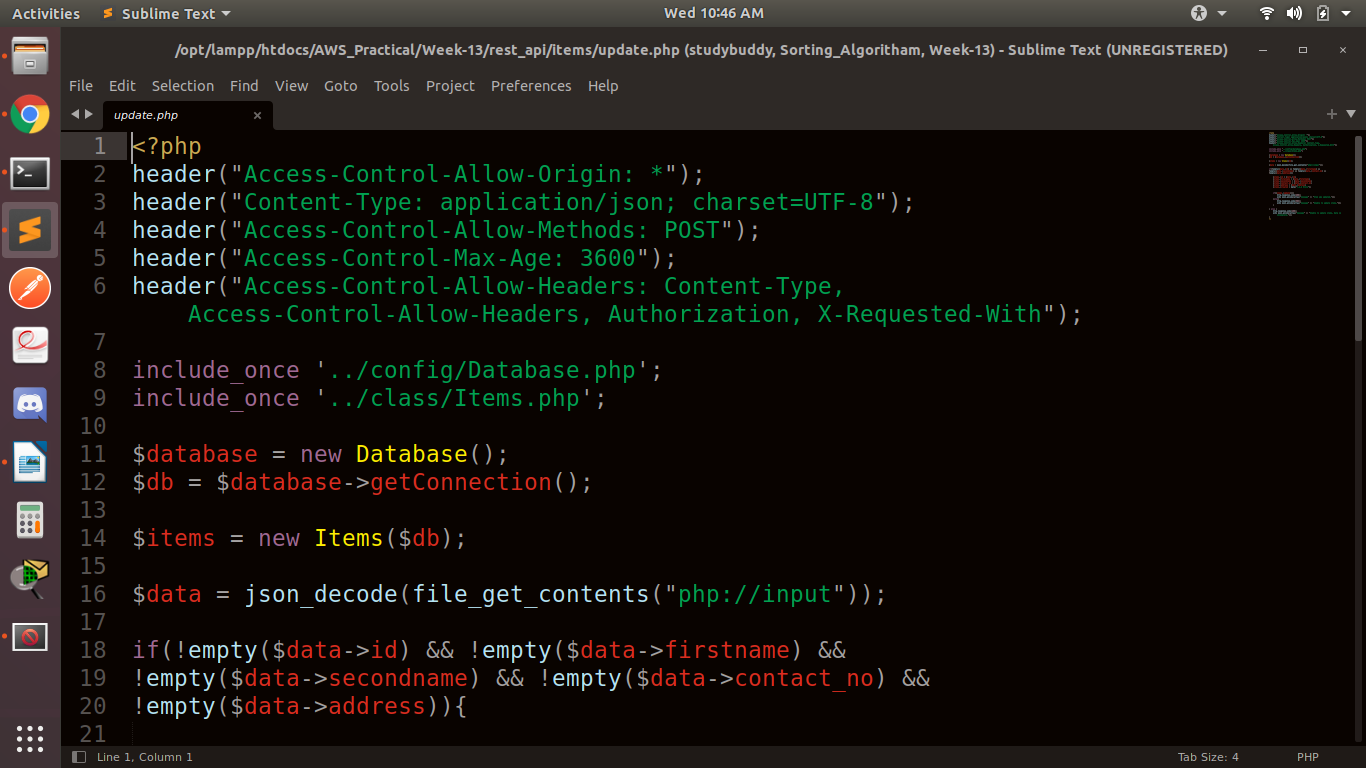 Activities Sublime Text Wed 10:46 AM
/opt/lampp/htdocs/AWS_Practical/Week-13/rest_api/items/update.php (studybuddy, Sorting_Algoritham, Week-13) - Sublime Text (UNREGISTERED)
File Edit Selection Find View Goto Tools Project Preferences Help
update.php
1 <?php
2 header("Access-Control-Allow-Origin: *");
3 header("Content-Type: application/json; charset=UTF-8");
4 header("Access-Control-Allow-Methods: POST");
5 header("Access-Control-Max-Age: 3600");
6 header("Access-Control-Allow-Headers: Content-Type,
Access-Control-Allow-Headers, Authorization, X-Requested-With");
7
8 include_once '../config/Database.php';
9 include_once '../class/Items.php';
10
11 $database = new Database();
12 $db = $database->getConnection();
13
14 $items = new Items($db);
15
16 $data = json_decode(file_get_contents("php://input"));
17
18 if(!empty($data->id) && !empty($data->firstname) &&
19 !empty($data->secondname) && !empty($data->contact_no) &&
20 !empty($data->address)){
21
Line 1, Column 1 Tab Size: 4 PHP